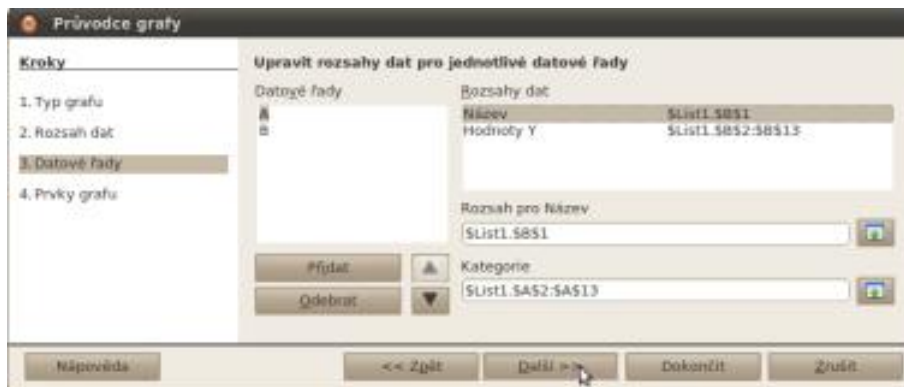 Průvodce grafy
Kroky
1. Typ grafu
2. Rozsah dat
3. Datové řady
4. Prvky grafu
Upravit rozsahy dat pro jednotlivé datové řady
Datové řady
A
B
Přidat
Odebrat
Rozsahy dat
Název $List1.$B$1
Hodnoty Y $List1.$B$2:$B$13
Rozsah pro Název
$List1.$B$1
Kategorie
$List1.$A$2:$A$13
Nápověda << Zpět Další >> Dokončit Zrušit